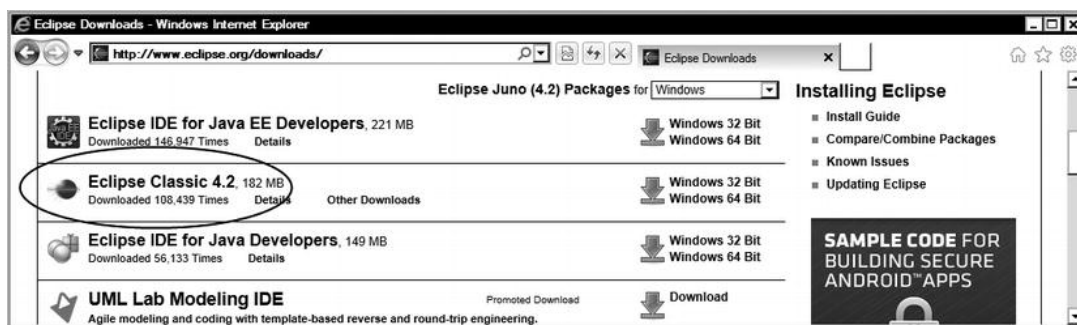 Eclipse Downloads - Windows Internet Explorer
http://www.eclipse.org/downloads/
Eclipse Downloads
Eclipse Juno (4.2) Packages for Windows
Eclipse IDE for Java EE Developers, 221 MB
Downloaded 146,947 Times Details
Windows 32 Bit
Windows 64 Bit
Eclipse Classic 4.2, 182 MB
Downloaded 108,439 Times Details Other Downloads
Windows 32 Bit
Windows 64 Bit
Eclipse IDE for Java Developers, 149 MB
Downloaded 56,133 Times Details
Windows 32 Bit
Windows 64 Bit
UML Lab Modeling IDE
Promoted Download
Download
Agile modeling and coding with template-based reverse and round-trip engineering.
Installing Eclipse
Install Guide
Compare/Combine Packages
Known Issues
Updating Eclipse
SAMPLE CODE FOR
BUILDING SECURE
ANDROID™APPS